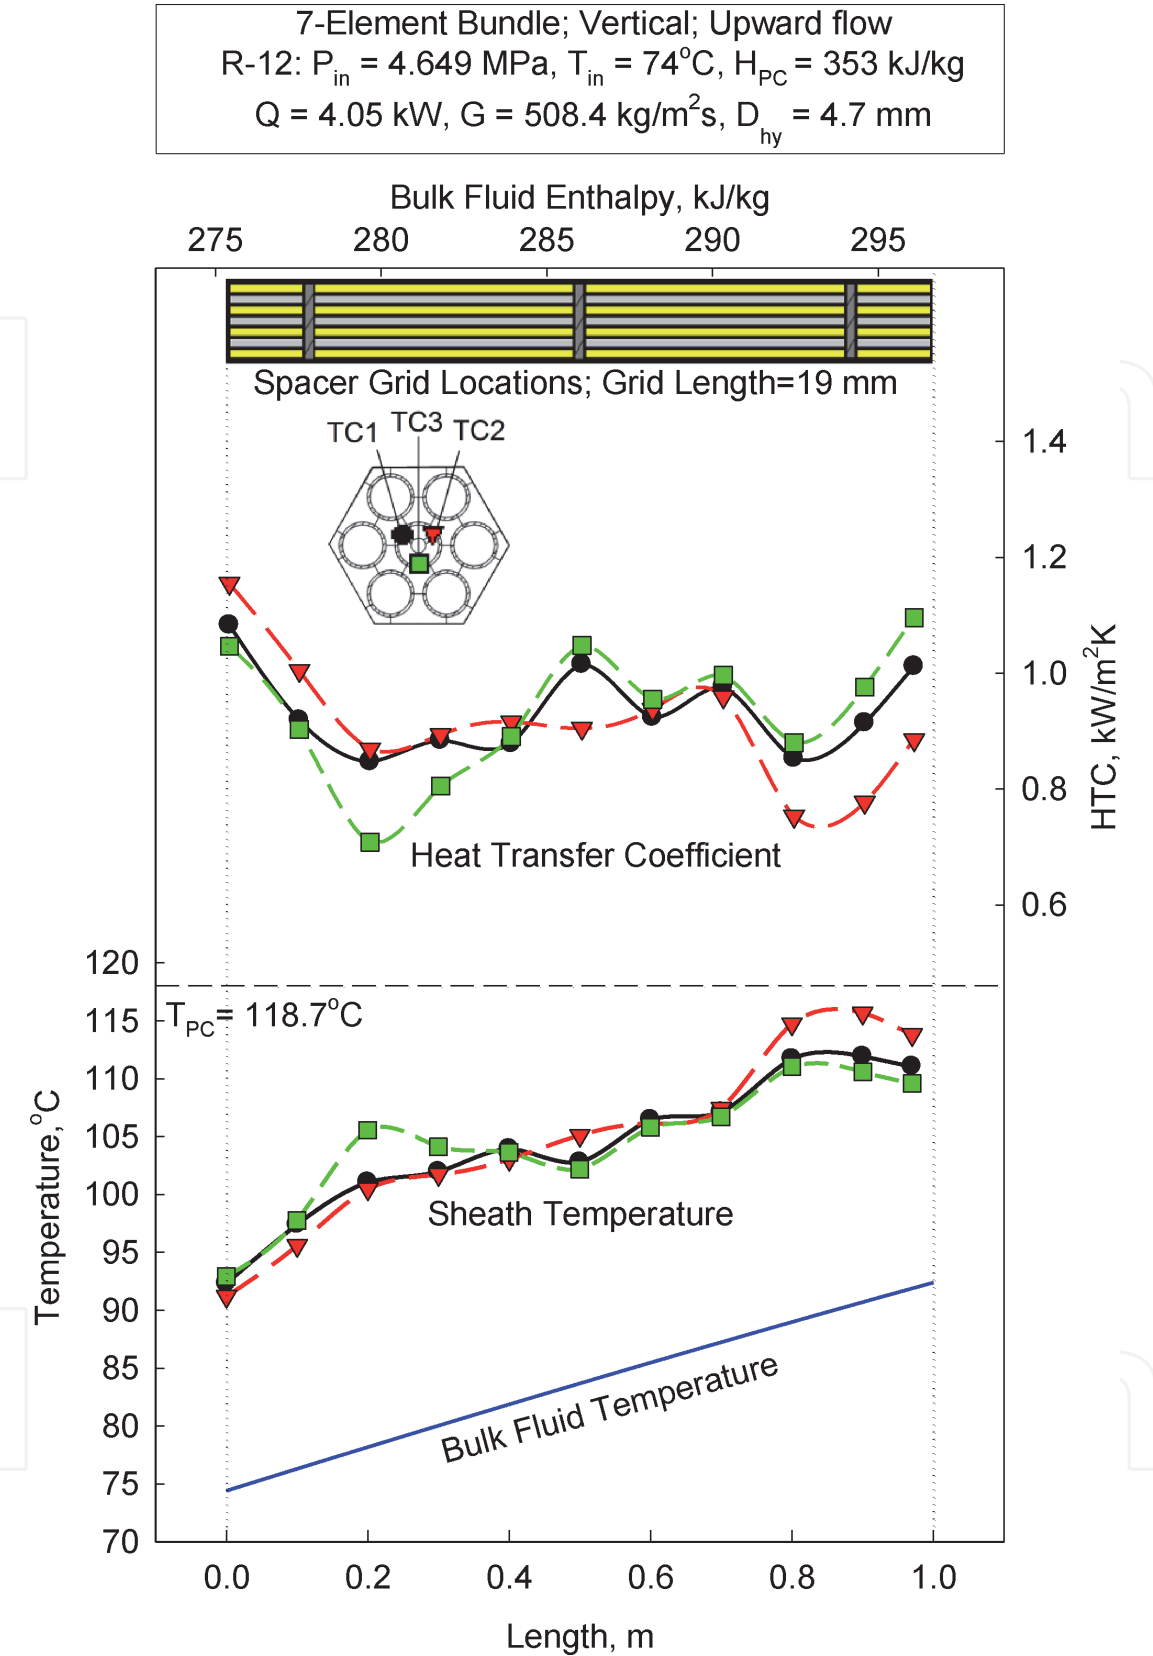 7-Element Bundle; Vertical; Upward flow
R-12: Pin = 4.649 MPa, Tin = 74°C, HPC = 353 kJ/kg
Q = 4.05 kW, G = 508.4 kg/m²s, Dhy = 4.7 mm
Bulk Fluid Enthalpy, kJ/kg
275 280 285 290 295
Spacer Grid Locations; Grid Length=19 mm
TC1 TC3 TC2
1.4
1.2
1.0
0.8
0.6
HTC, kW/m²K
Heat Transfer Coefficient
120
TPC= 118.7°C
115
110
105
100
95
90
85
80
75
70
Temperature,°C
Sheath Temperature
Bulk Fluid Temperature
0.0 0.2 0.4 0.6 0.8 1.0
Length, m